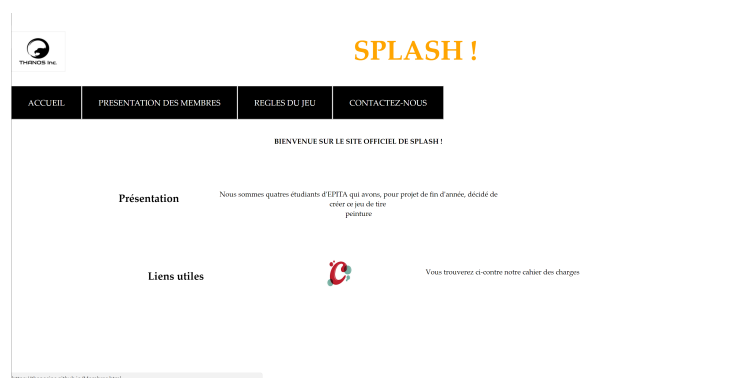 THANOS Inc.
SPLASH !
ACCUEIL PRESENTATION DES MEMBRES REGLES DU JEU CONTACTEZ-NOUS
BIENVENUE SUR LE SITE OFFICIEL DE SPLASH !
Présentation
Nous sommes quatres étudiants d'EPITA qui avons, pour projet de fin d'année, décidé de
créer ce jeu de tire
peinture
Liens utiles
Vous trouverez ci-contre notre cahier des charges